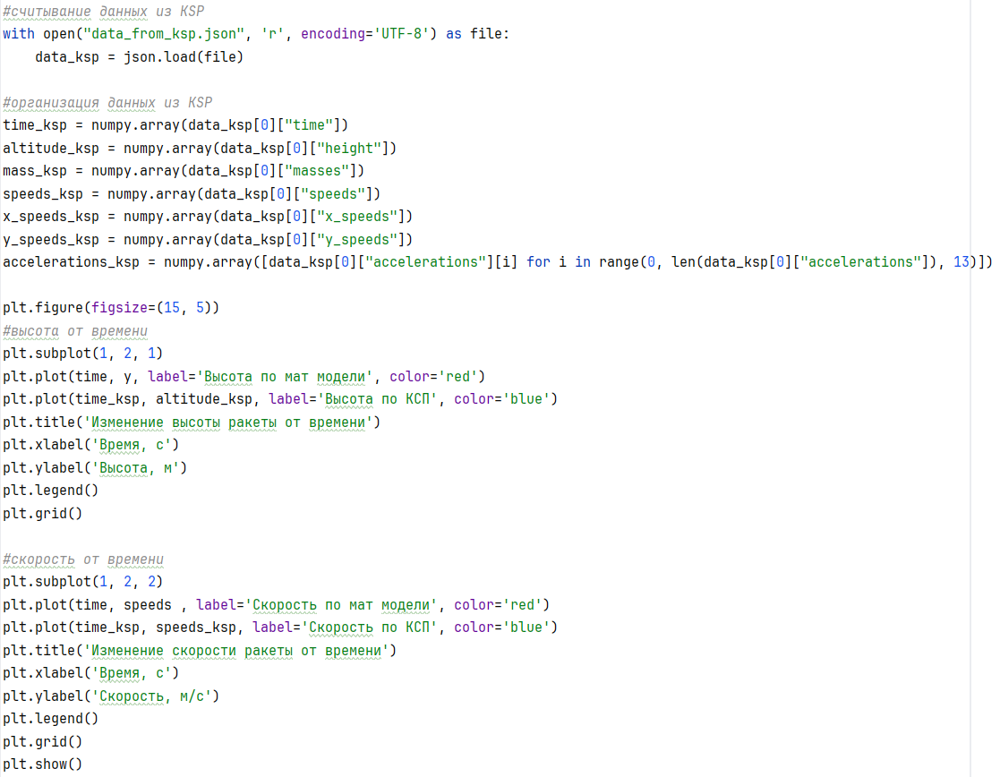 #считывание данных из KSP
with open("data_from_ksp.json", 'r', encoding='UTF-8') as file:
    data_ksp = json.load(file)
#организация данных из KSP
time_ksp = numpy.array(data_ksp[0]["time"])
altitude_ksp = numpy.array(data_ksp[0]["height"])
mass_ksp = numpy.array(data_ksp[0]["masses"])
speeds_ksp = numpy.array(data_ksp[0]["speeds"])
x_speeds_ksp = numpy.array(data_ksp[0]["x_speeds"])
y_speeds_ksp = numpy.array(data_ksp[0]["y_speeds"])
accelerations_ksp = numpy.array([data_ksp[0]["accelerations"][i] for i in range(0, len(data_ksp[0]["accelerations"]), 13)])
plt.figure(figsize=(15, 5))
#высота от времени
plt.subplot(1, 2, 1)
plt.plot(time, y, label='Высота по мат модели', color='red')
plt.plot(time_ksp, altitude_ksp, label='Высота по КСП', color='blue')
plt.title('Изменение высоты ракеты от времени')
plt.xlabel('Время, с')
plt.ylabel('Высота, м')
plt.legend()
plt.grid()
#скорость от времени
plt.subplot(1, 2, 2)
plt.plot(time, speeds , label='Скорость по мат модели', color='red')
plt.plot(time_ksp, speeds_ksp, label='Скорость по КСП', color='blue')
plt.title('Изменение скорости ракеты от времени')
plt.xlabel('Время, с')
plt.ylabel('Скорость, м/с')
plt.legend()
plt.grid()
plt.show()